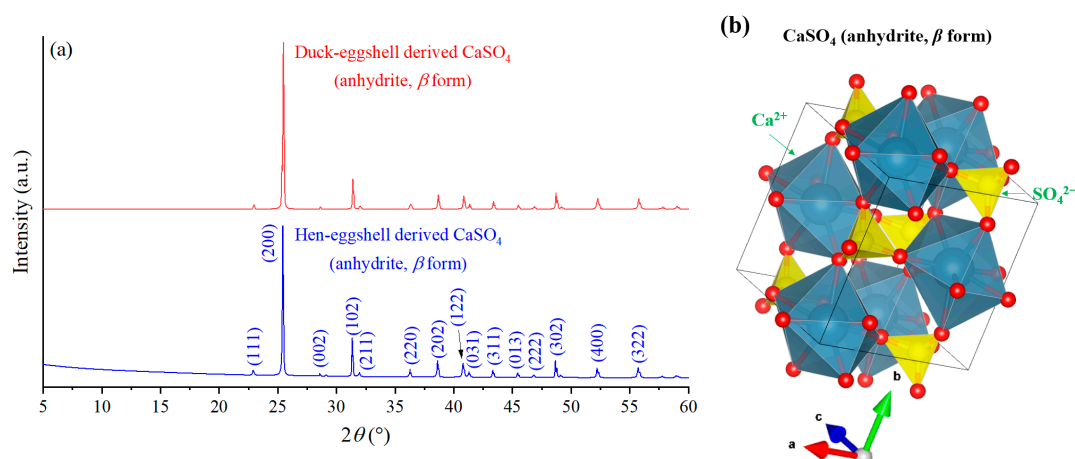 (a)
Duck-eggshell derived CaSO₄
(anhydrite, β form)
Hen-eggshell derived CaSO₄
(anhydrite, β form)
Intensity (a.u.)
(111)
(200)
(002)
(102)
(211)
(220)
(202)
(122)
(031)
(311)
(013)
(222)
(302)
(400)
(322)
5 10 15 20 25 30 35 40 45 50 55 60
2θ (°)
(b)
CaSO₄ (anhydrite, β form)
Ca²⁺
SO₄²⁻
b
c
a